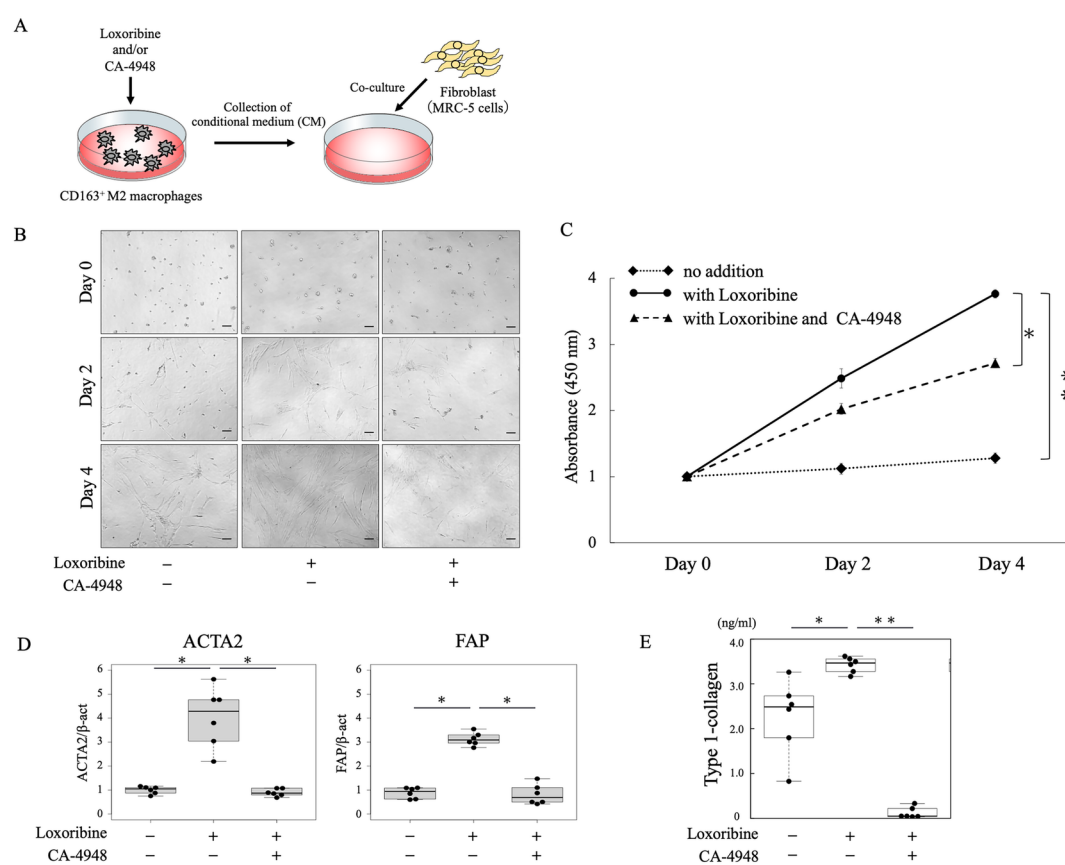 A
Loxoribine
and/or
CA-4948
Collection of
conditional medium (CM)
Co-culture
Fibroblast
(MRC-5 cells)
CD163⁺ M2 macrophages
B
Day 0
Day 2
Day 4
Loxoribine − + +
CA-4948 − − +
C
no addition
with Loxoribine
with Loxoribine and CA-4948
Absorbance (450 nm)
4
3
2
1
0
Day 0 Day 2 Day 4
*
**
D
ACTA2
ACTA2/β-act
6
5
4
3
2
1
0
* *
FAP
FAP/β-act
6
5
4
3
2
1
0
* *
Loxoribine − + + − + +
CA-4948 − − + − − +
E
(ng/ml)
Type 1-collagen
4.0
3.0
2.0
1.0
0
* **
Loxoribine − + +
CA-4948 − − +